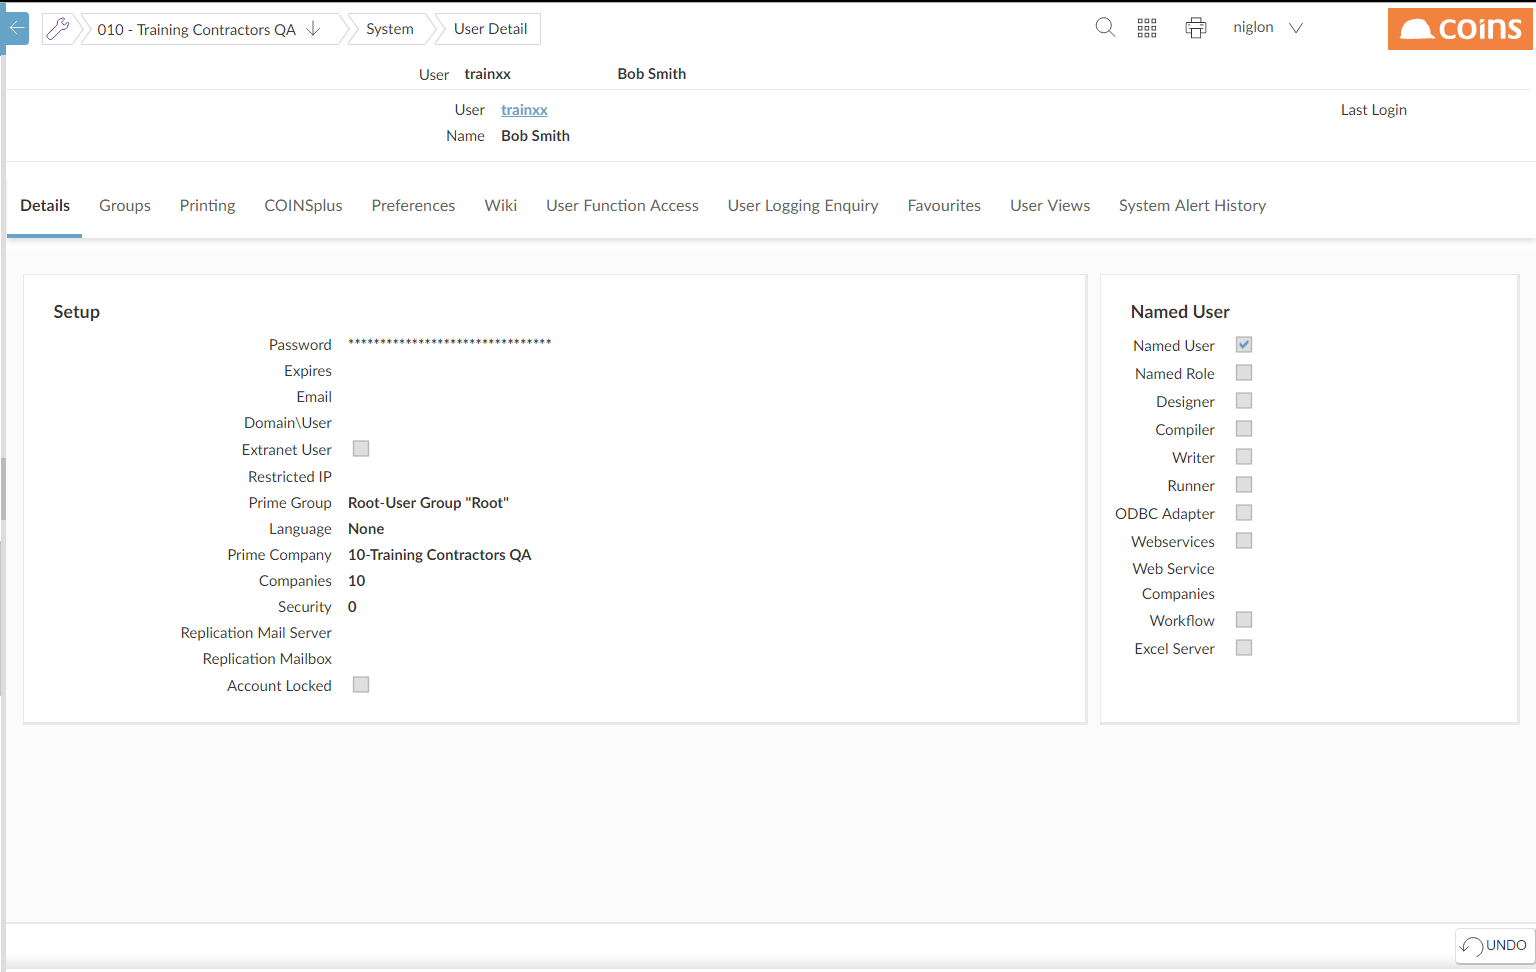 010 - Training Contractors QA System User Detail niglon coins
User trainxx Bob Smith
User trainxx Last Login
Name Bob Smith
Details Groups Printing COINSplus Preferences Wiki User Function Access User Logging Enquiry Favourites User Views System Alert History
Setup
Password ********************************
Expires
Email
Domain\User
Extranet User
Restricted IP
Prime Group Root-User Group "Root"
Language None
Prime Company 10-Training Contractors QA
Companies 10
Security 0
Replication Mail Server
Replication Mailbox
Account Locked
Named User
Named User
Named Role
Designer
Compiler
Writer
Runner
ODBC Adapter
Webservices
Web Service
Companies
Workflow
Excel Server
UNDO